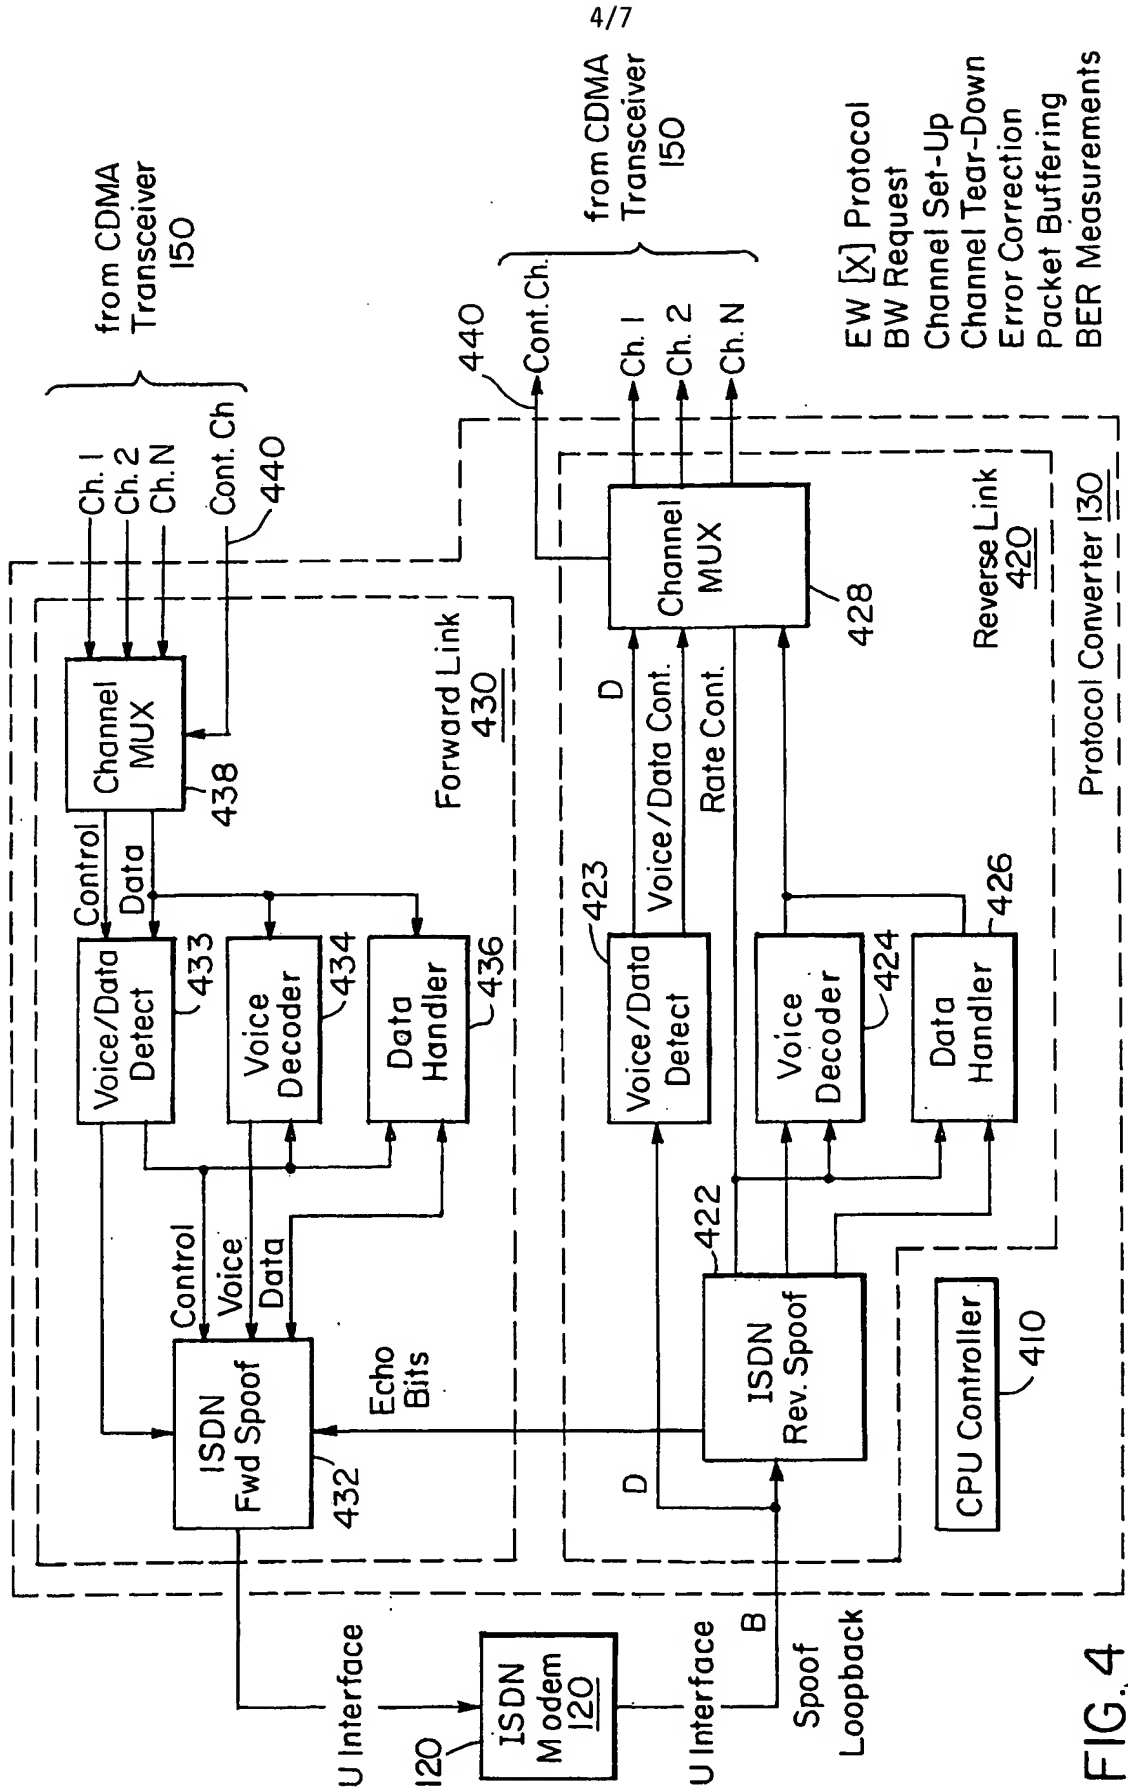 4/7
from CDMA
Transceiver
150
Ch. 1
Ch. 2
Ch. N
Cont. Ch
440
Channel
MUX
438
Control
Data
Voice/Data
Detect
433
Voice
Decoder
434
Data
Handler
436
Forward Link
430
Control
Voice
Data
ISDN
Fwd Spoof
432
Echo
Bits
U Interface
120
ISDN
Modem
120
U Interface
B
Spoof
Loopback
from CDMA
Transceiver
150
440
Cont. Ch.
Ch. 1
Ch. 2
Ch. N
Channel
MUX
428
D
Voice/Data Cont.
Rate Cont.
423
Voice/Data
Detect
Voice
Decoder
424
Data
Handler
426
Reverse Link
420
D
422
ISDN
Rev. Spoof
CPU Controller
410
Protocol Converter 130
EW [X] Protocol
BW Request
Channel Set-Up
Channel Tear-Down
Error Correction
Packet Buffering
BER Measurements
FIG. 4